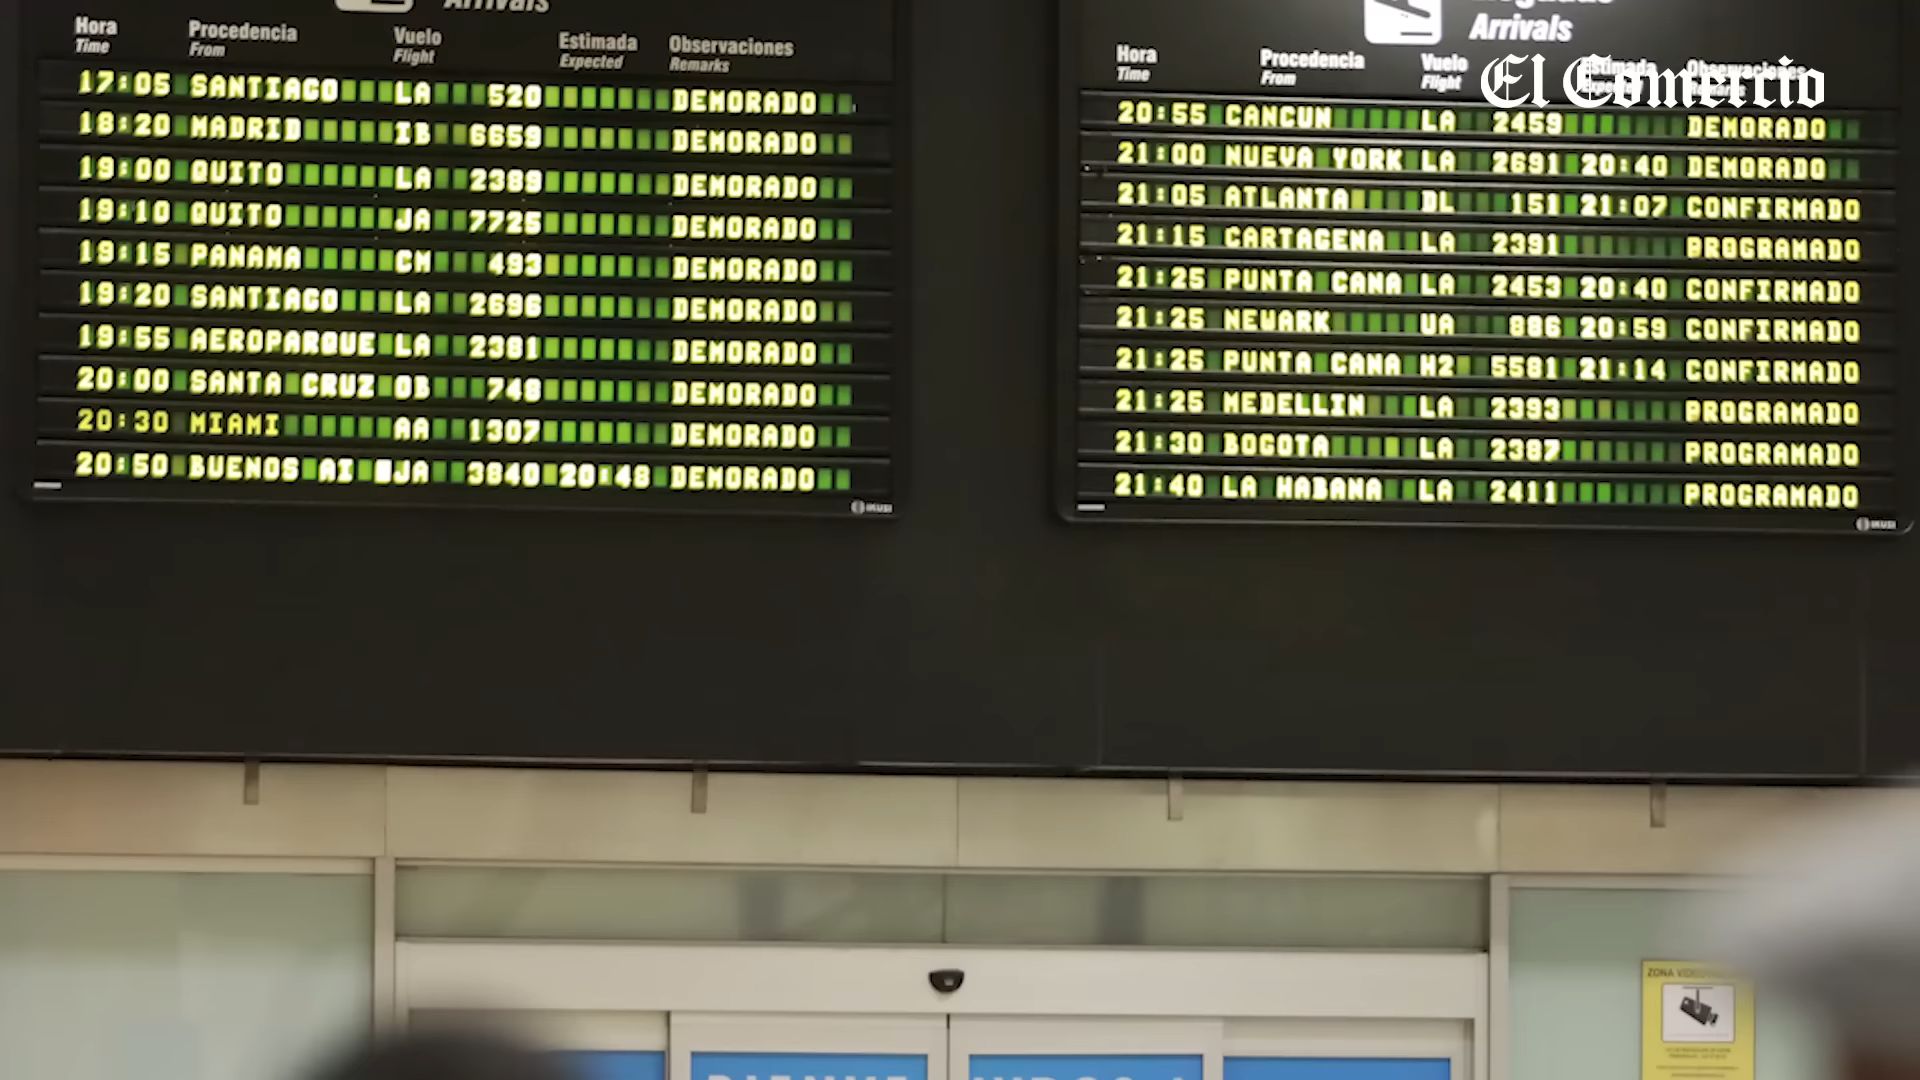 Arrivals
Hora Procedencia Vuelo Estimada Observaciones
Time From Flight Expected Remarks
17:05 SANTIAGO LA 520 DEMORADO
18:20 MADRID IB 6659 DEMORADO
19:00 QUITO LA 2389 DEMORADO
19:10 QUITO JA 7725 DEMORADO
19:15 PANAMA CM 493 DEMORADO
19:20 SANTIAGO LA 2696 DEMORADO
19:55 AEROPARQUE LA 2381 DEMORADO
20:00 SANTA CRUZ OB 748 DEMORADO
20:30 MIAMI AA 1307 DEMORADO
20:50 BUENOS AI JA 3840 20:48 DEMORADO
IKUSI
Arrivals
El Comercio
Hora Procedencia Vuelo Estimada Observaciones
Time From Flight
20:55 CANCUN LA 2459 DEMORADO
21:00 NUEVA YORK LA 2691 20:40 DEMORADO
21:05 ATLANTA DL 151 21:07 CONFIRMADO
21:15 CARTAGENA LA 2391 PROGRAMADO
21:25 PUNTA CANA LA 2453 20:40 CONFIRMADO
21:25 NEWARK UA 886 20:59 CONFIRMADO
21:25 PUNTA CANA H2 5581 21:14 CONFIRMADO
21:25 MEDELLIN LA 2393 PROGRAMADO
21:30 BOGOTA LA 2387 PROGRAMADO
21:40 LA HABANA LA 2411 PROGRAMADO
IKUSI
ZONA